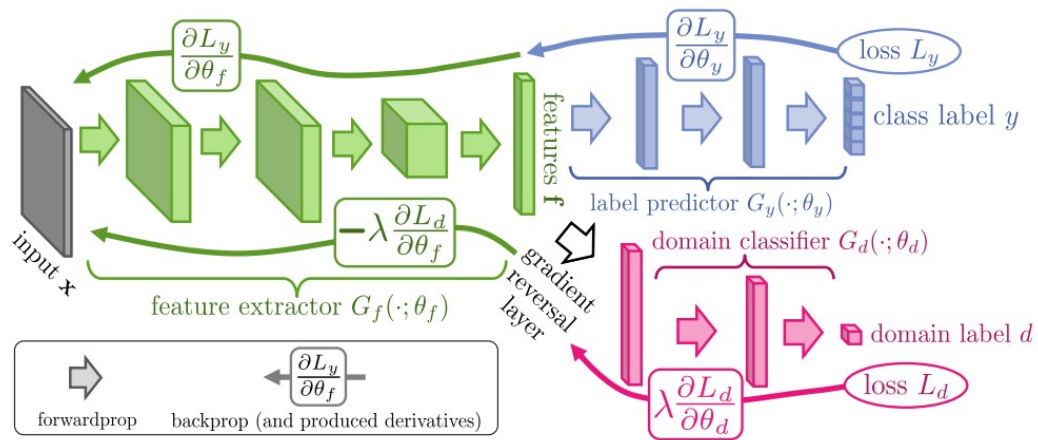 ∂L_y/∂θ_f
∂L_y/∂θ_y
loss L_y
features f
class label y
label predictor G_y(·;θ_y)
input x
−λ ∂L_d/∂θ_f
feature extractor G_f(·;θ_f)
gradient
reversal
layer
domain classifier G_d(·;θ_d)
domain label d
λ ∂L_d/∂θ_d
loss L_d
∂L_y/∂θ_f
forwardprop
backprop (and produced derivatives)